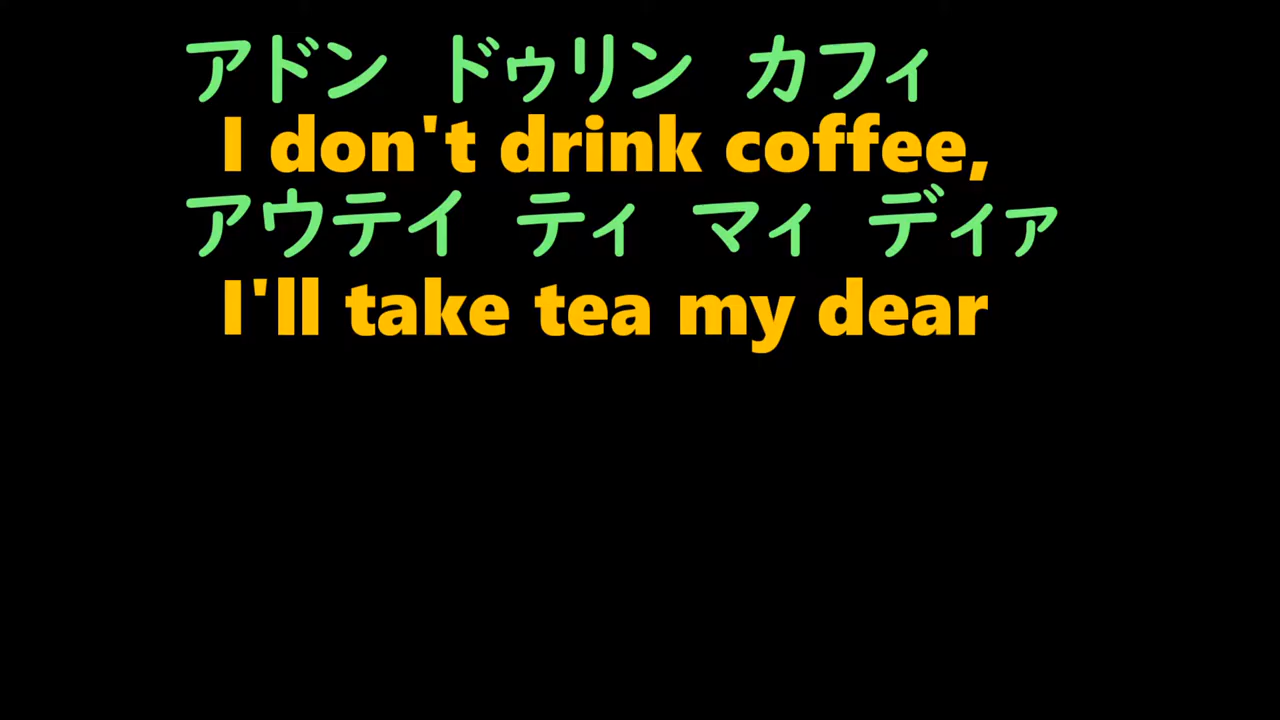 アドン ドゥリン カフィ
I don't drink coffee,
アウテイ ティ マィ ディァ
I'll take tea my dear